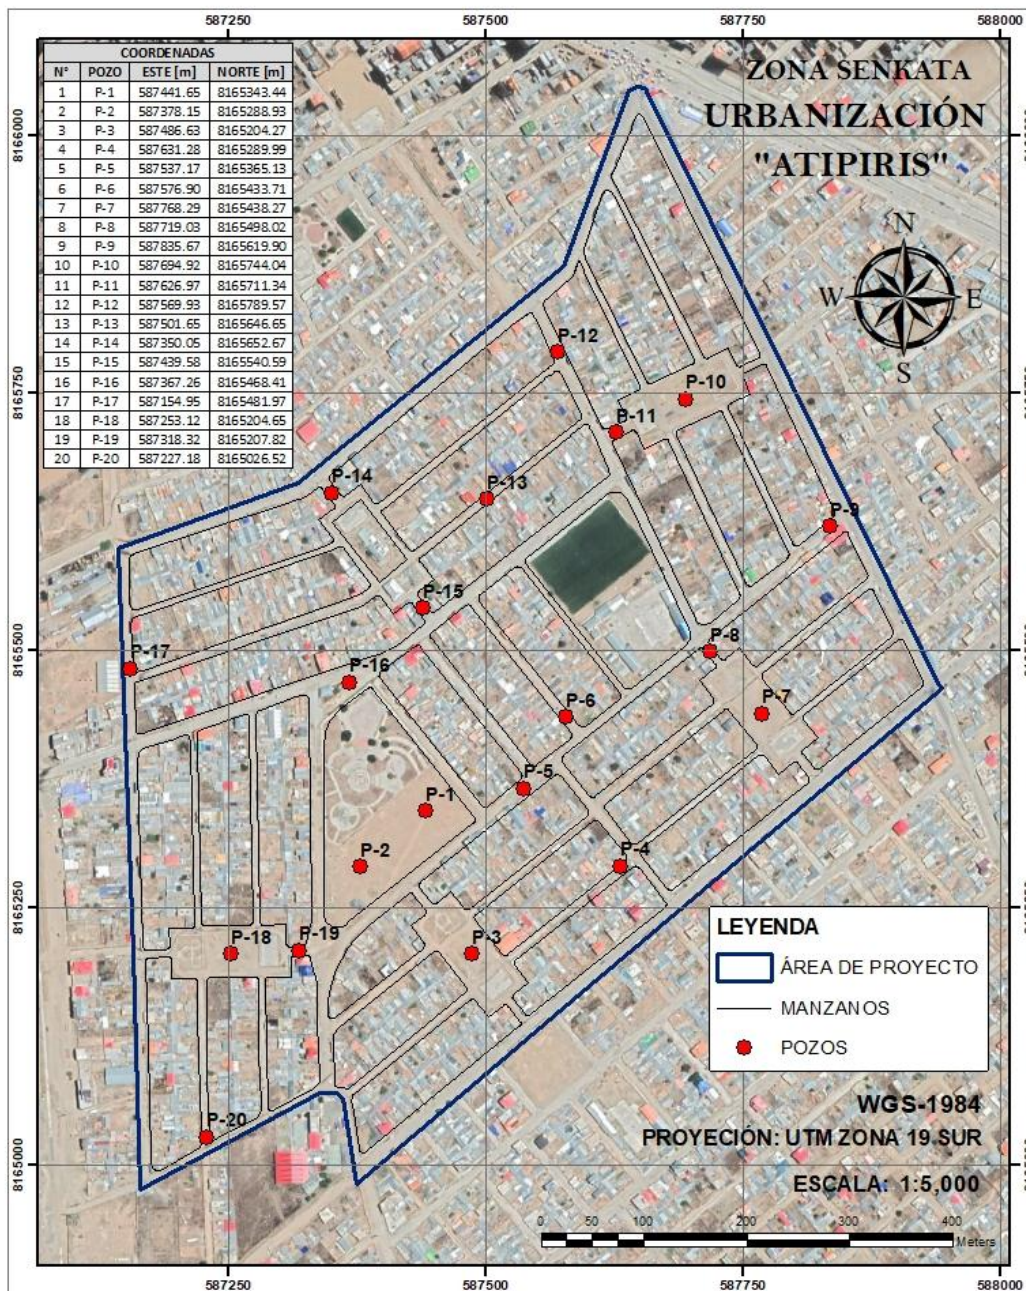 587250 587500 587750 588000
COORDENADAS
N° POZO ESTE [m] NORTE [m]
1 P-1 587441.65 8165343.44
2 P-2 587378.15 8165288.93
3 P-3 587486.63 8165204.27
4 P-4 587631.28 8165289.99
5 P-5 587537.17 8165365.13
6 P-6 587576.90 8165433.71
7 P-7 587768.29 8165438.27
8 P-8 587719.03 8165498.02
9 P-9 587835.67 8165619.90
10 P-10 587694.92 8165744.04
11 P-11 587626.97 8165711.34
12 P-12 587569.93 8165789.57
13 P-13 587501.65 8165646.65
14 P-14 587350.05 8165652.67
15 P-15 587439.58 8165540.59
16 P-16 587367.26 8165468.41
17 P-17 587154.95 8165481.97
18 P-18 587253.12 8165204.65
19 P-19 587318.32 8165207.82
20 P-20 587227.18 8165026.52
ZONA SENKATA
URBANIZACIÓN
"ATIPIRIS"
N
W E
S
8166000
8165750
8165500
8165250
8165000
P-12
P-10
P-11
P-14
P-13
P-9
P-15
P-8
P-17
P-16
P-7
P-6
P-5
P-1
P-2
P-4
P-18
P-19
P-3
P-20
LEYENDA
ÁREA DE PROYECTO
MANZANOS
POZOS
WGS-1984
PROYECIÓN: UTM ZONA 19 SUR
ESCALA: 1:5,000
0 50 100 200 300 400
Meters
587250 587500 587750 588000